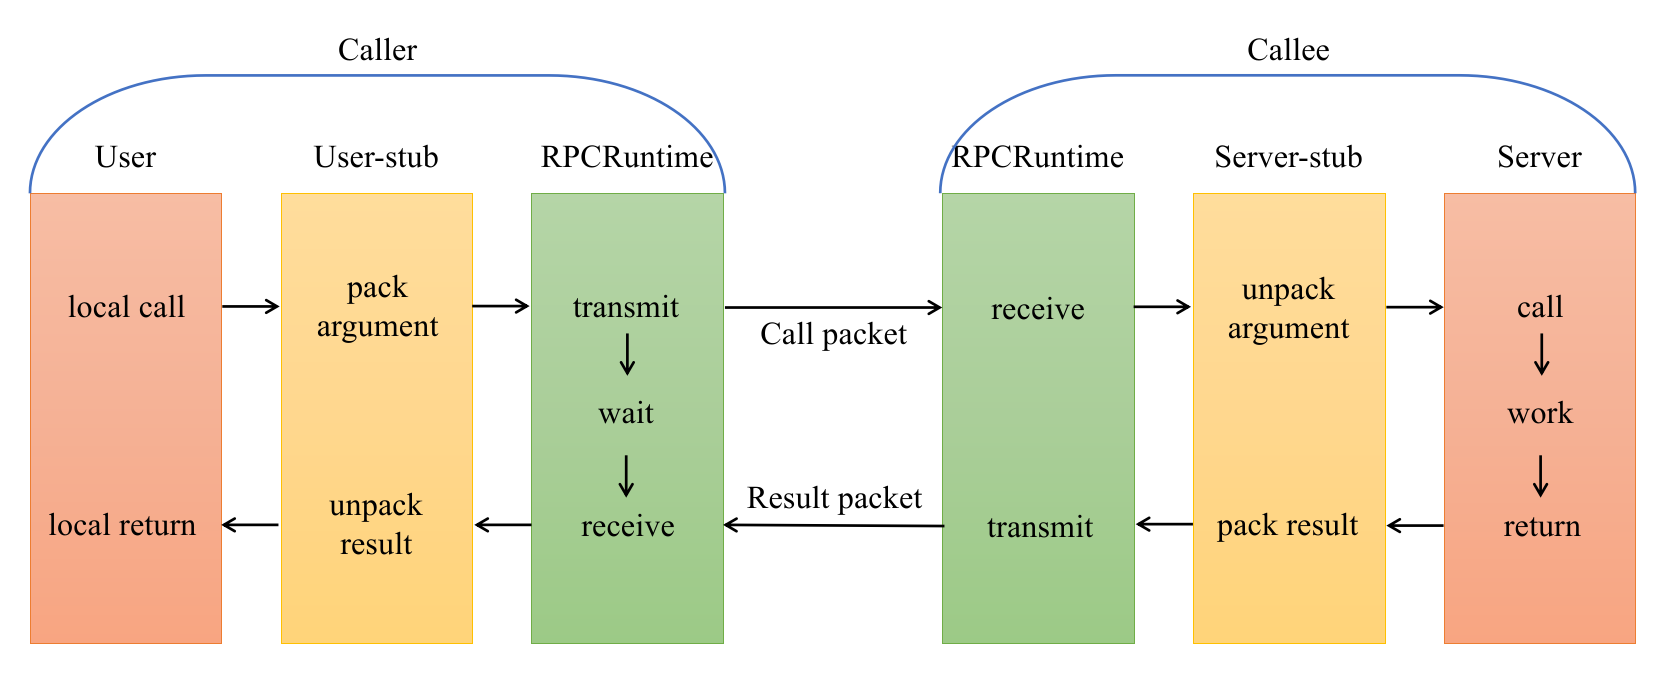 Caller
Callee
User
User-stub
RPCRuntime
RPCRuntime
Server-stub
Server
local call
pack
argument
transmit
Call packet
receive
unpack
argument
call
wait
work
local return
unpack
result
receive
Result packet
transmit
pack result
return